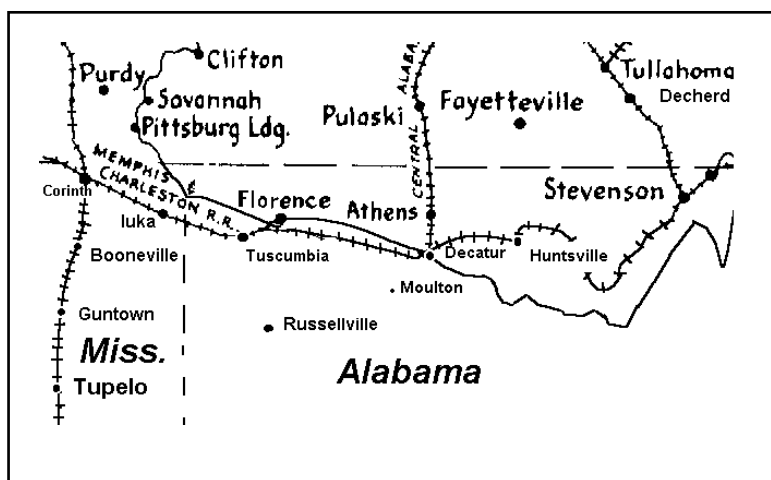 Clifton
Purdy
Savannah
Pittsburg Ldg.
CENTRAL ALABA
Pulaski
Fayetteville
Tullahoma
Decherd
MEMPHIS
CHARLESTON R.R.
Corinth
Iuka
Florence
Athens
Stevenson
Booneville
Tuscumbia
Decatur
Huntsville
Moulton
Guntown
Russellville
Miss.
Alabama
Tupelo